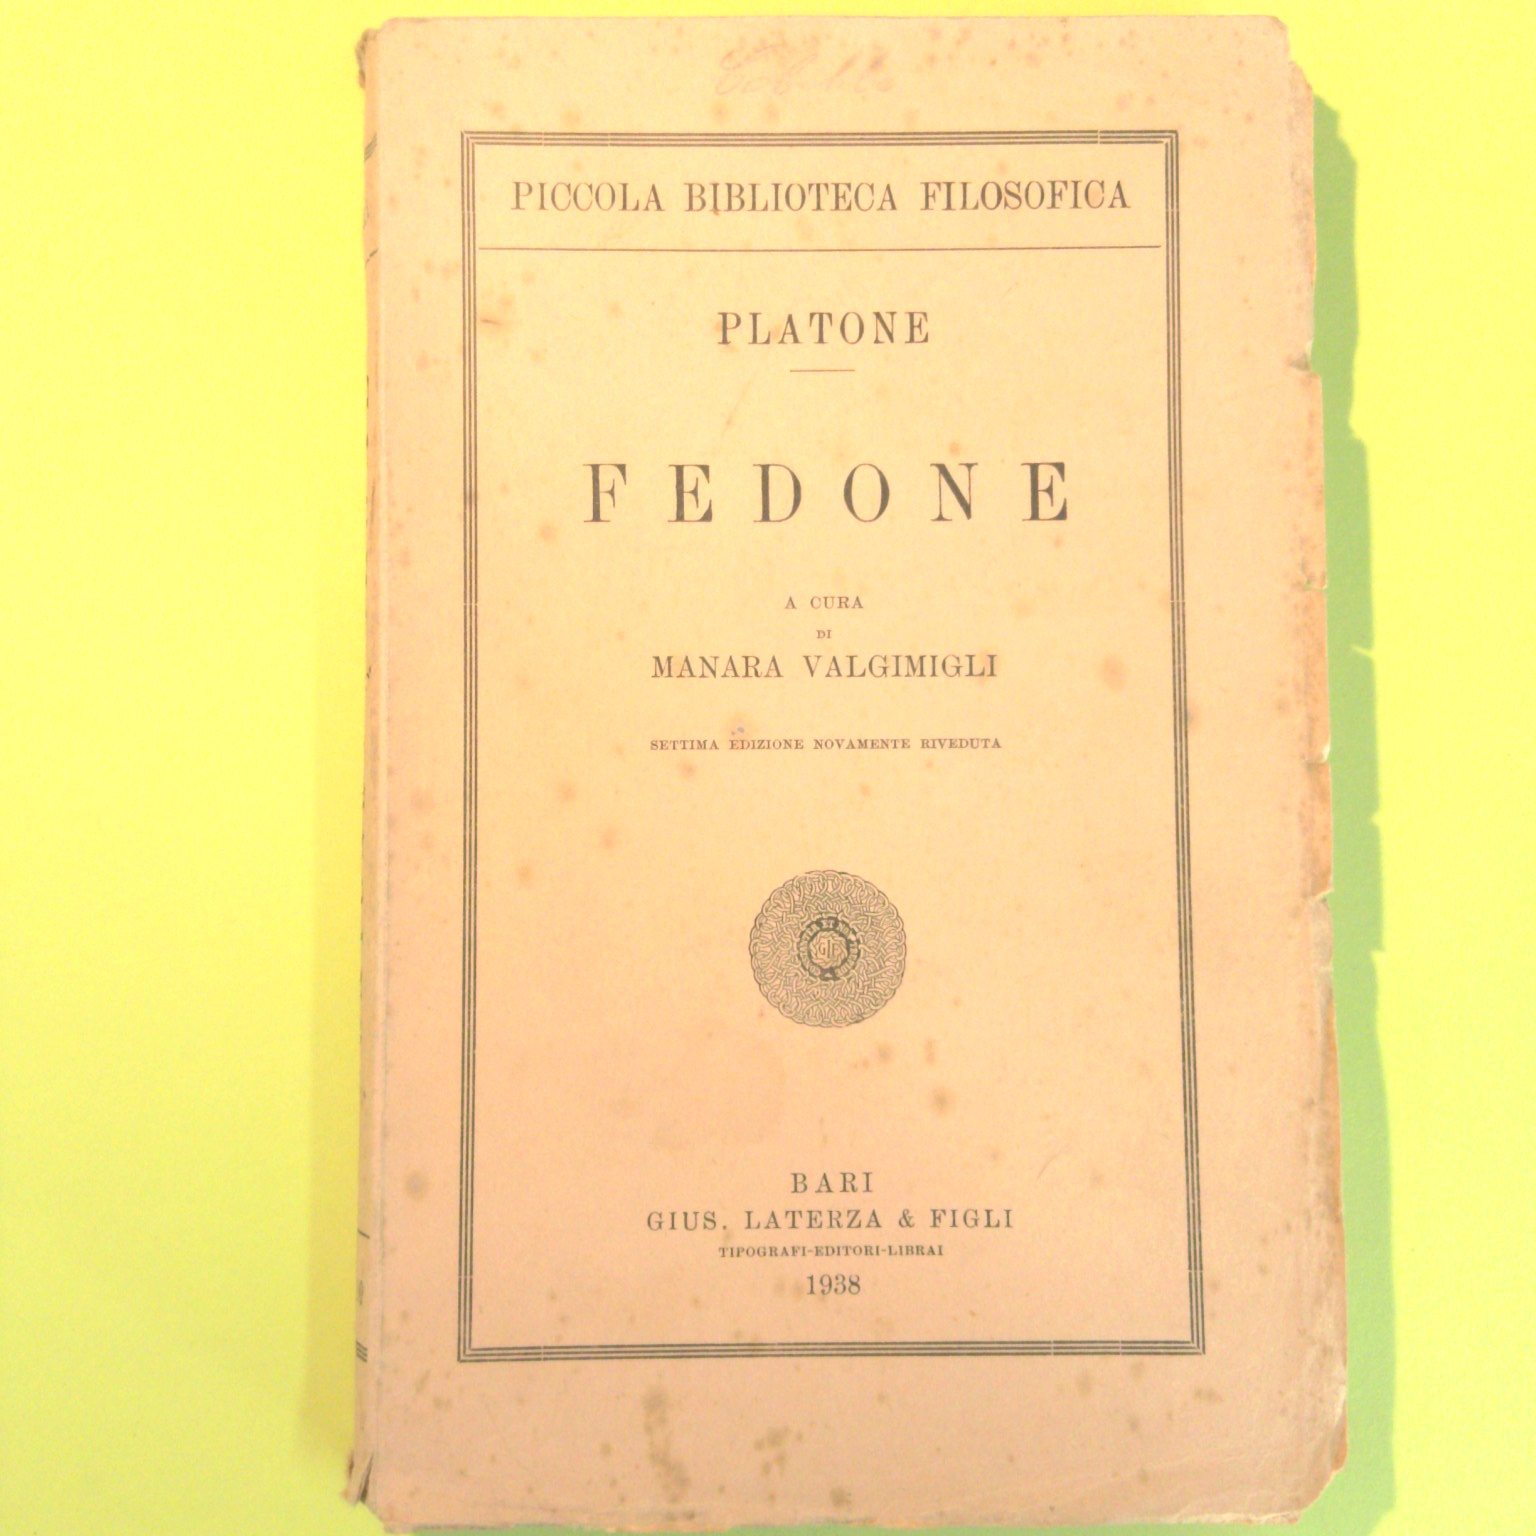 PICCOLA BIBLIOTECA FILOSOFICA
PLATONE
FEDONE
A CURA
DI
MANARA VALGIMIGLI
SETTIMA EDIZIONE NOVAMENTE RIVEDUTA
BARI
GIUS. LATERZA & FIGLI
TIPOGRAFI-EDITORI-LIBRAI
1938